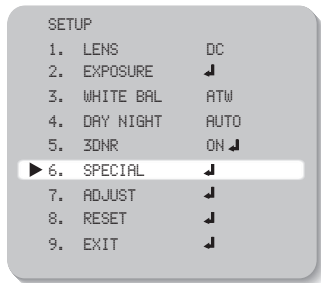 SETUP
1. LENS DC
2. EXPOSURE ↲
3. WHITE BAL ATW
4. DAY NIGHT AUTO
5. 3DNR ON ↲
▶ 6. SPECIAL ↲
7. ADJUST ↲
8. RESET ↲
9. EXIT ↲